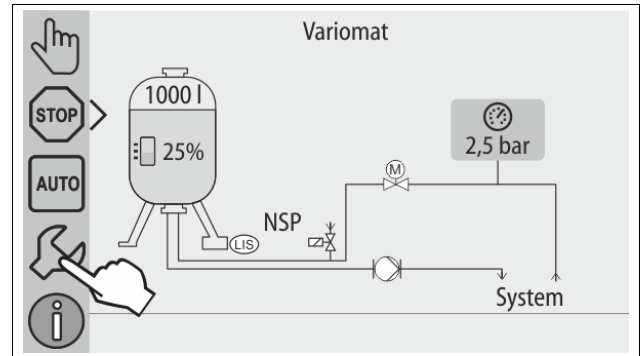 Variomat
1000 l
STOP
25%
2,5 bar
AUTO
M
NSP
LIS
System
i